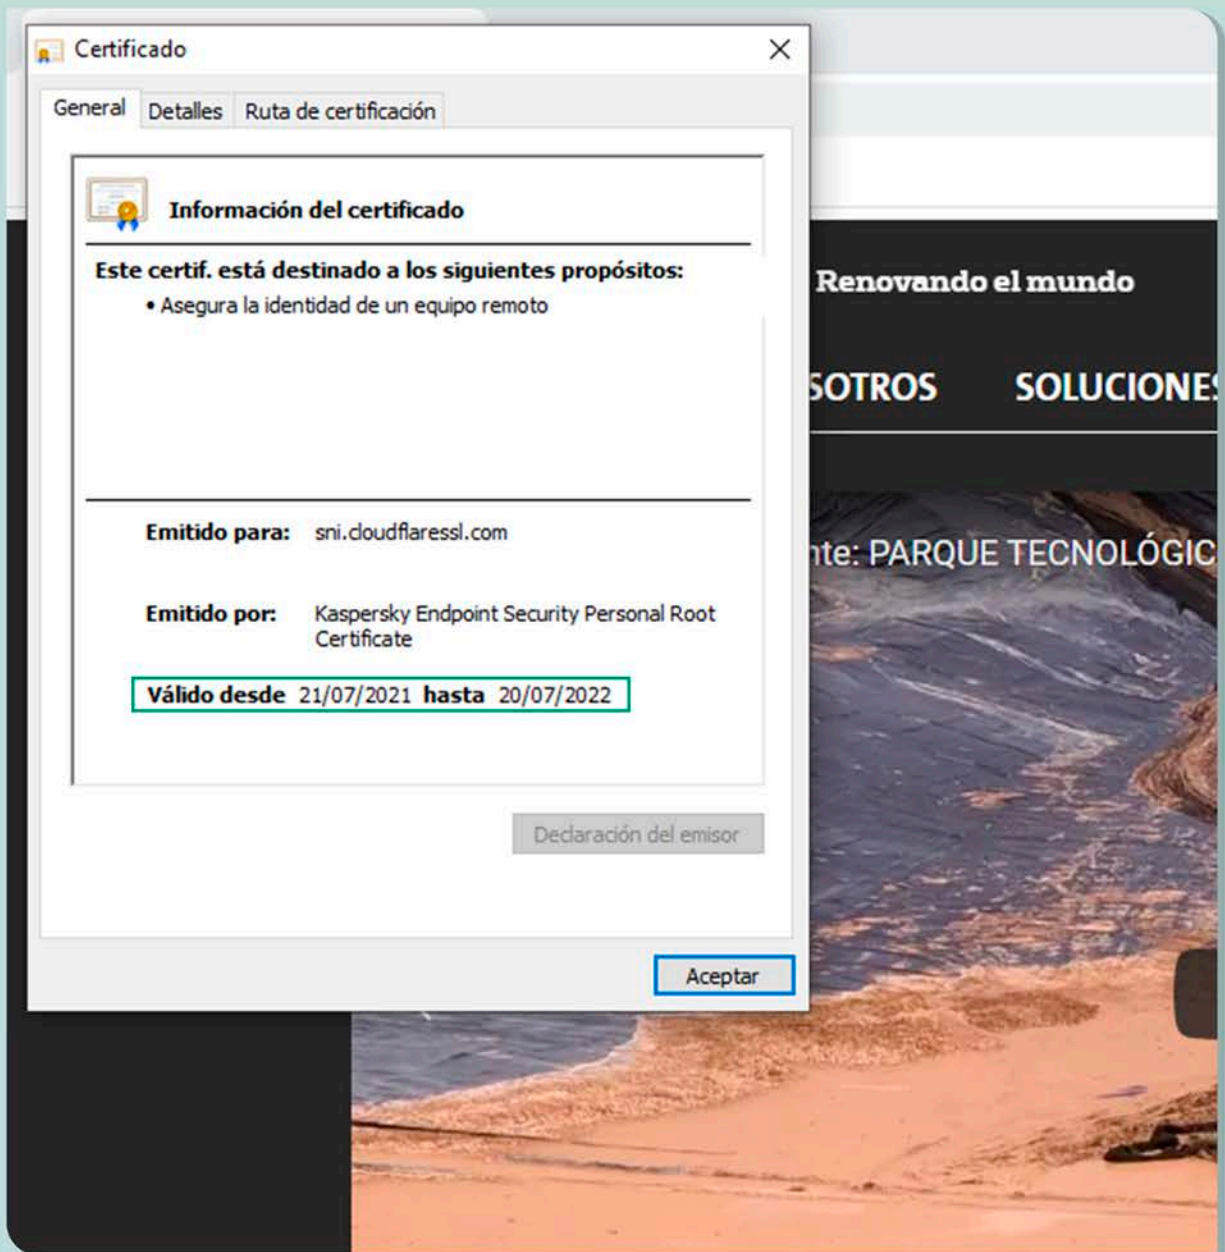 Certificado
General
Detalles
Ruta de certificación
Información del certificado
Este certif. está destinado a los siguientes propósitos:
• Asegura la identidad de un equipo remoto
Emitido para: sni.cloudflaressl.com
Emitido por: Kaspersky Endpoint Security Personal Root
Certificate
Válido desde 21/07/2021 hasta 20/07/2022
Declaración del emisor
Aceptar
Renovando el mundo
SOTROS
SOLUCIONES
nte: PARQUE TECNOLÓGIC